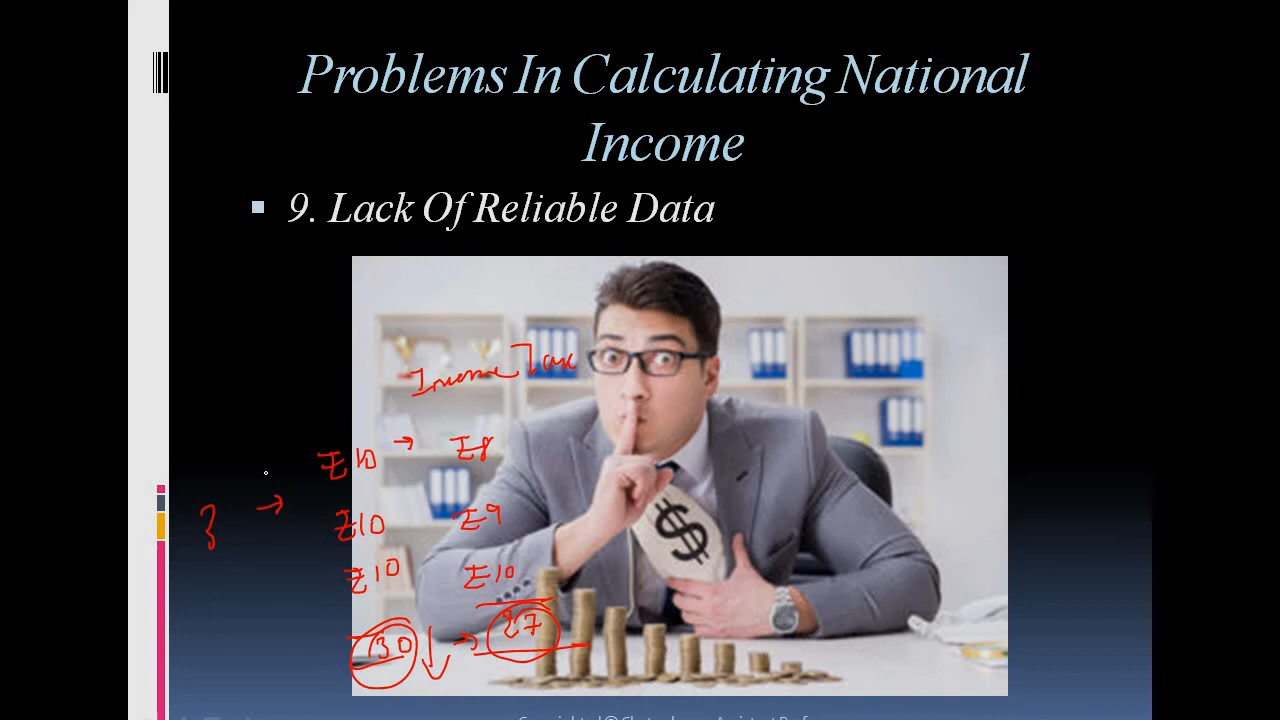 Problems In Calculating National
Income
9. Lack Of Reliable Data
Income Tax
₹10 → ₹8
3 →
₹10 ₹9
₹10 ₹10
30 ↓ → 27
$